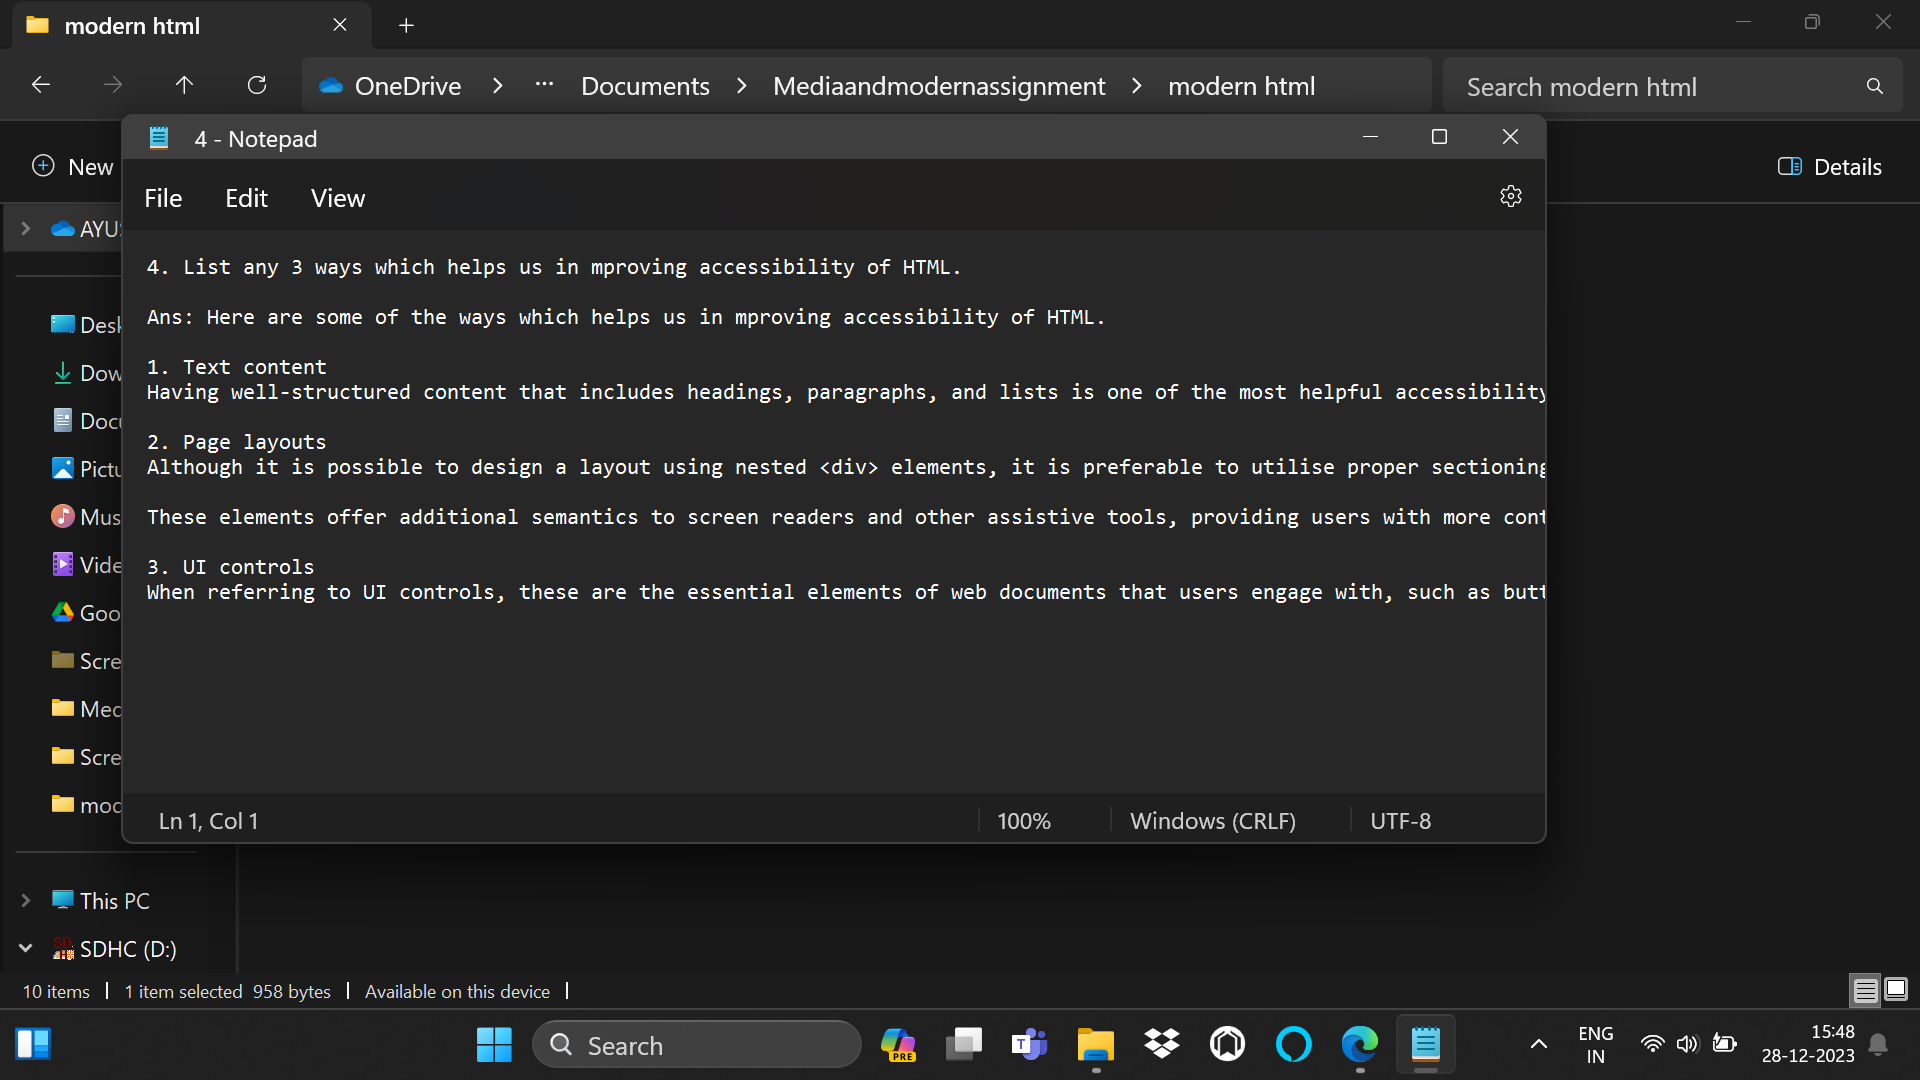 modern html
OneDrive > ... Documents > Mediaandmodernassignment > modern html
Search modern html
4 - Notepad
New
Details
File Edit View
AYUS
4. List any 3 ways which helps us in mproving accessibility of HTML.
Ans: Here are some of the ways which helps us in mproving accessibility of HTML.
1. Text content
Having well-structured content that includes headings, paragraphs, and lists is one of the most helpful accessibility
2. Page layouts
Although it is possible to design a layout using nested <div> elements, it is preferable to utilise proper sectioning
These elements offer additional semantics to screen readers and other assistive tools, providing users with more cont
3. UI controls
When referring to UI controls, these are the essential elements of web documents that users engage with, such as butt
Desk
Dow
Docu
Pictu
Mus
Vide
Goo
Scre
Med
Scre
mod
Ln 1, Col 1
100%
Windows (CRLF)
UTF-8
This PC
SDHC (D:)
10 items
1 item selected 958 bytes
Available on this device
Search
PRE
ENG
IN
15:48
28-12-2023